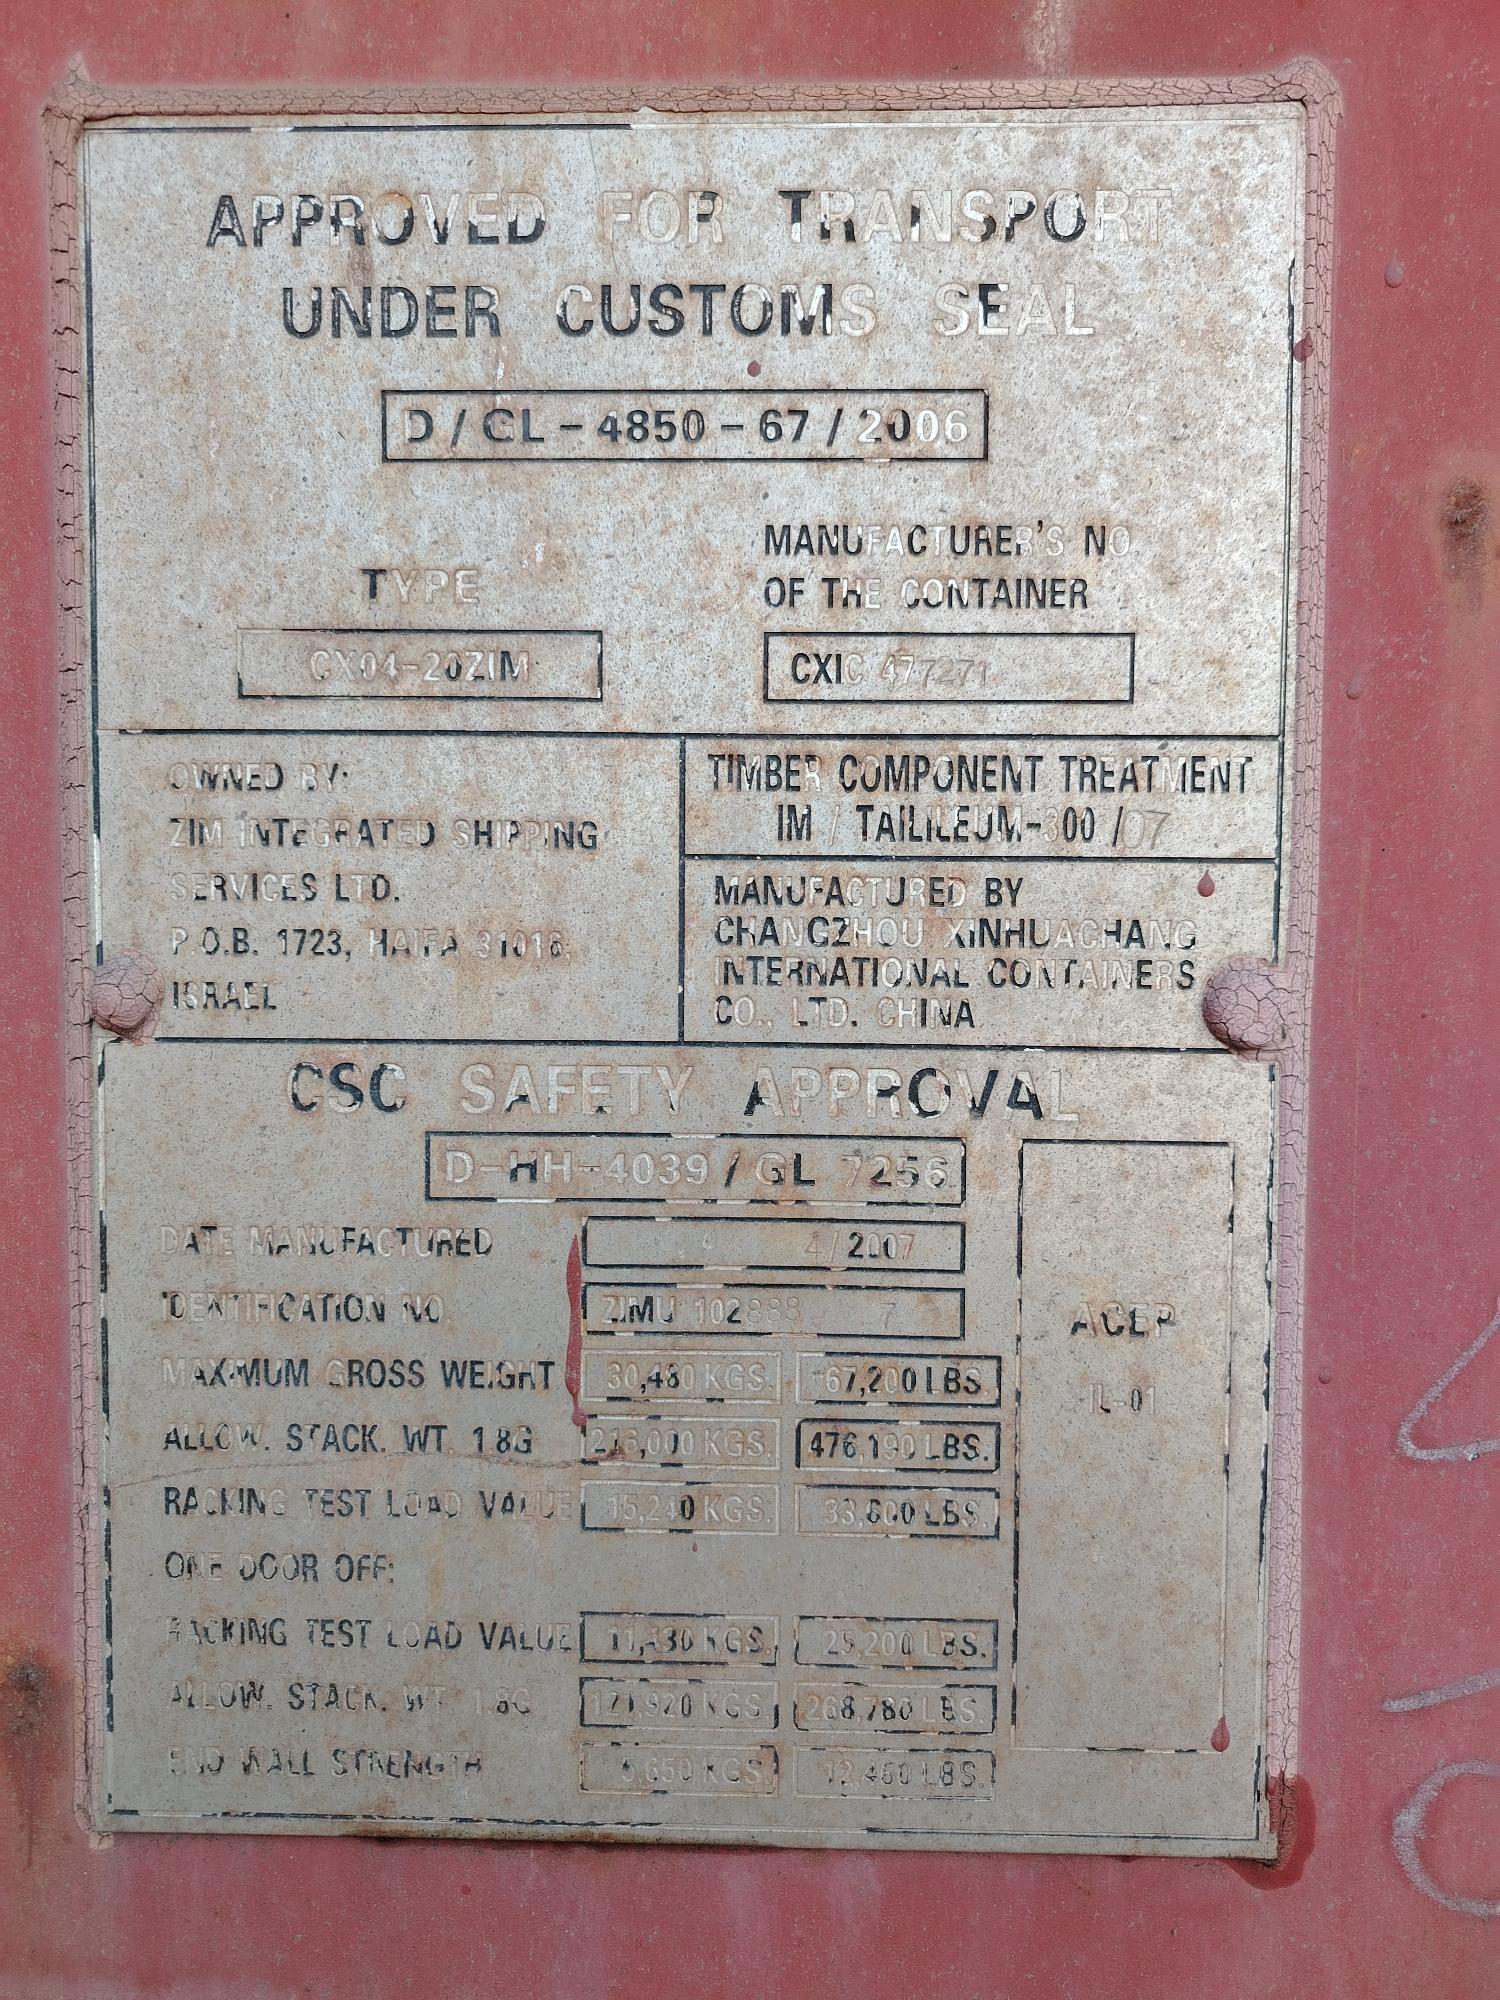 APPROVED FOR TRANSPORT
UNDER CUSTOMS SEAL
D / GL - 4850 - 67 / 2006
TYPE
CX04-20ZIM
MANUFACTURER'S NO.
OF THE CONTAINER
CXIC 477271
OWNED BY:
ZIM INTEGRATED SHIPPING
SERVICES LTD.
P.O.B. 1723, HAIFA 31016,
ISRAEL
TIMBER COMPONENT TREATMENT
IM / TAILILEUM-300 /07
MANUFACTURED BY
CHANGZHOU XINHUACHANG
INTERNATIONAL CONTAINERS
CO., LTD. CHINA
CSC SAFETY APPROVAL
D-HH-4039 / GL 7256
DATE MANUFACTURED 4/2007
IDENTIFICATION NO. ZIMU 102888 7
MAXIMUM GROSS WEIGHT 30,480 KGS. 67,200 LBS.
ALLOW. STACK. WT. 1.8G 216,000 KGS. 476,190 LBS.
RACKING TEST LOAD VALUE 15,240 KGS. 33,600 LBS.
ONE DOOR OFF:
RACKING TEST LOAD VALUE 11,430 KGS. 25,200 LBS.
ALLOW. STACK. WT. 1.8G 121,920 KGS. 268,780 LBS.
END WALL STRENGTH 5,650 KGS. 12,460 LBS.
ACEP
IL-01